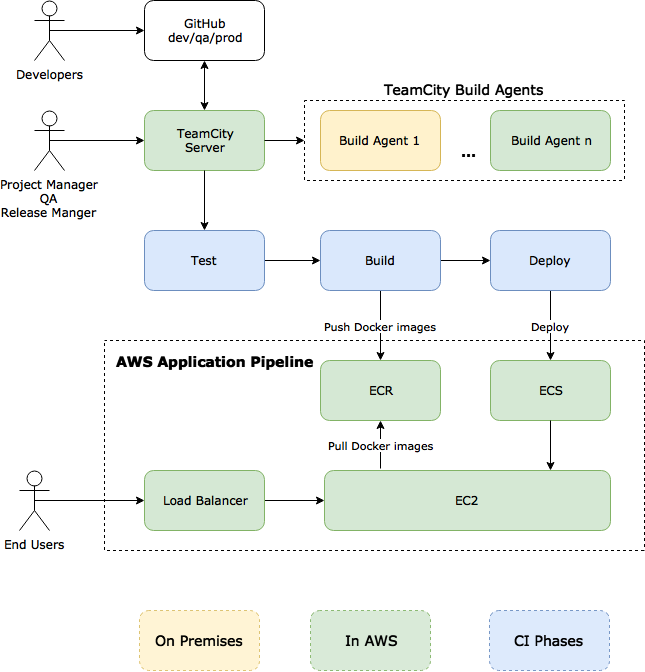 GitHub
dev/qa/prod
Developers
TeamCity Build Agents
TeamCity
Server
Build Agent 1
...
Build Agent n
Project Manager
QA
Release Manger
Test
Build
Deploy
Push Docker images
Deploy
AWS Application Pipeline
ECR
ECS
Pull Docker images
Load Balancer
EC2
End Users
On Premises
In AWS
CI Phases